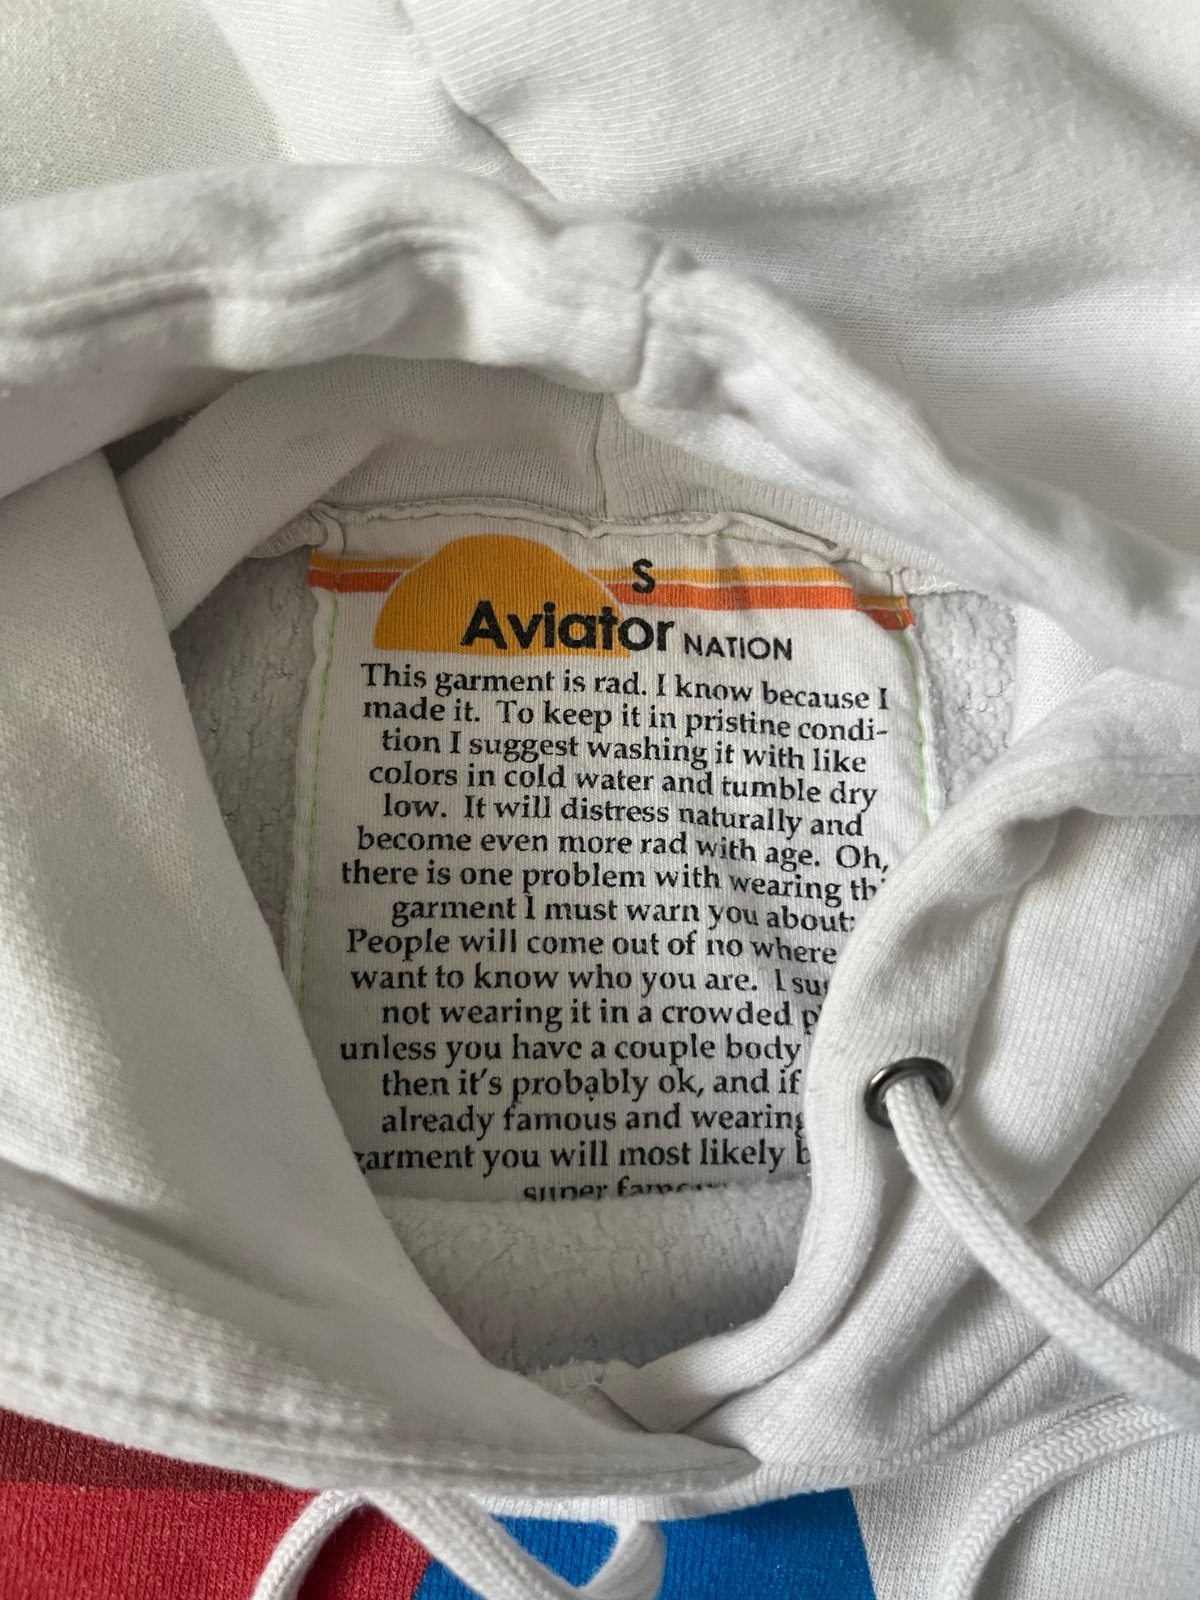 S
Aviator NATION
This garment is rad. I know because I
made it. To keep it in pristine condi-
tion I suggest washing it with like
colors in cold water and tumble dry
low. It will distress naturally and
become even more rad with age. Oh,
there is one problem with wearing
garment I must warn you about:
People will come out of no where
want to know who you are. I
not wearing it in a crowded
unless you have a couple body
then it's probably ok, and if
already famous and wearing
garment you will most likely
super